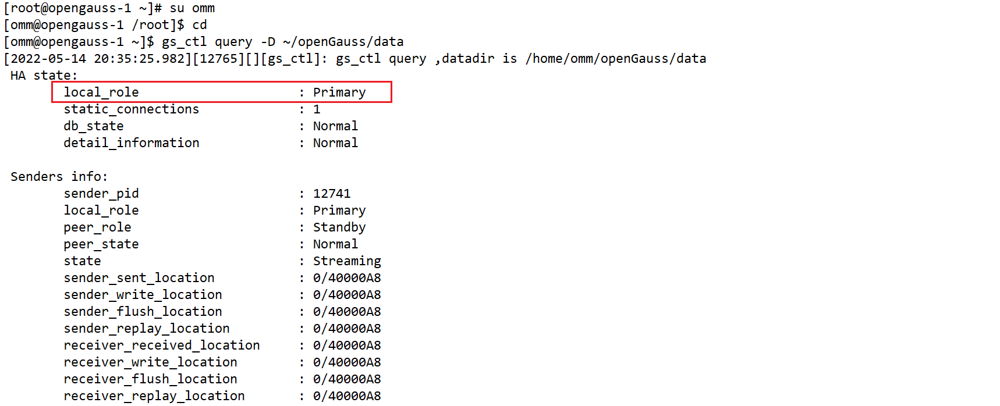 [root@opengauss-1 ~]# su omm
[omm@opengauss-1 /root]$ cd
[omm@opengauss-1 ~]$ gs_ctl query -D ~/openGauss/data
[2022-05-14 20:35:25.982][12765][][gs_ctl]: gs_ctl query ,datadir is /home/omm/openGauss/data
HA state:
local_role : Primary
static_connections : 1
db_state : Normal
detail_information : Normal
Senders info:
sender_pid : 12741
local_role : Primary
peer_role : Standby
peer_state : Normal
state : Streaming
sender_sent_location : 0/40000A8
sender_write_location : 0/40000A8
sender_flush_location : 0/40000A8
sender_replay_location : 0/40000A8
receiver_received_location : 0/40000A8
receiver_write_location : 0/40000A8
receiver_flush_location : 0/40000A8
receiver_replay_location : 0/40000A8